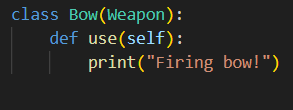 class Bow(Weapon):
    def use(self):
        print("Firing bow!")